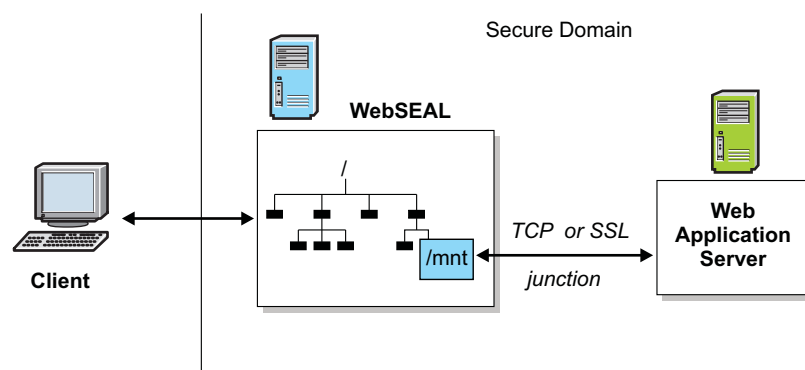 Secure Domain
WebSEAL
/
/mnt
TCP or SSL
junction
Client
Web
Application
Server